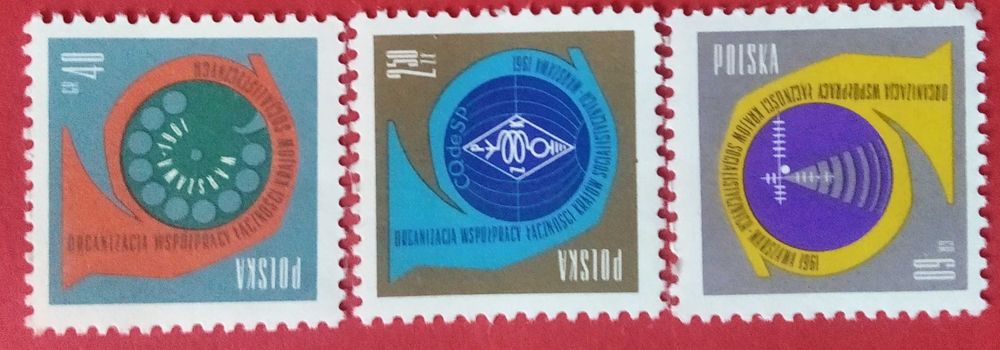 40
GR
ORGANIZACJA WSPÓŁPRACY ŁĄCZNOŚCI KRAJÓW SOCJALISTYCZNYCH
WARSZAWA-1961
POLSKA
2.50
ZŁ
ORGANIZACJA WSPÓŁPRACY ŁĄCZNOŚCI KRAJÓW SOCJALISTYCZNYCH-WARSZAWA 1961
CODESP
POLSKA
POLSKA
ORGANIZACJA WSPÓŁPRACY ŁĄCZNOŚCI KRAJÓW SOCJALISTYCZNYCH-WARSZAWA 1961
60
GR